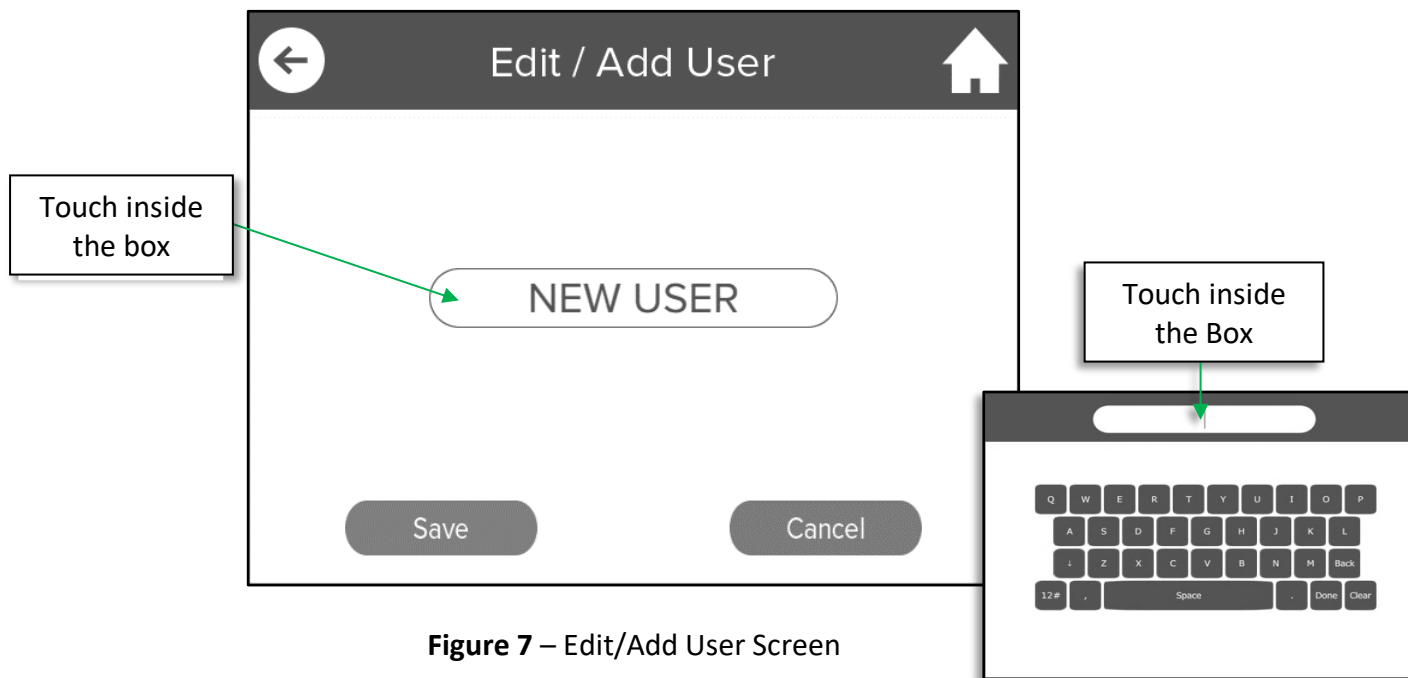 Edit / Add User
Touch inside
the box
NEW USER
Touch inside
the Box
Save
Cancel
Q W E R T Y U I O P
A S D F G H J K L
↓ Z X C V B N M Back
12# , Space . Done Clear
Figure 7 – Edit/Add User Screen